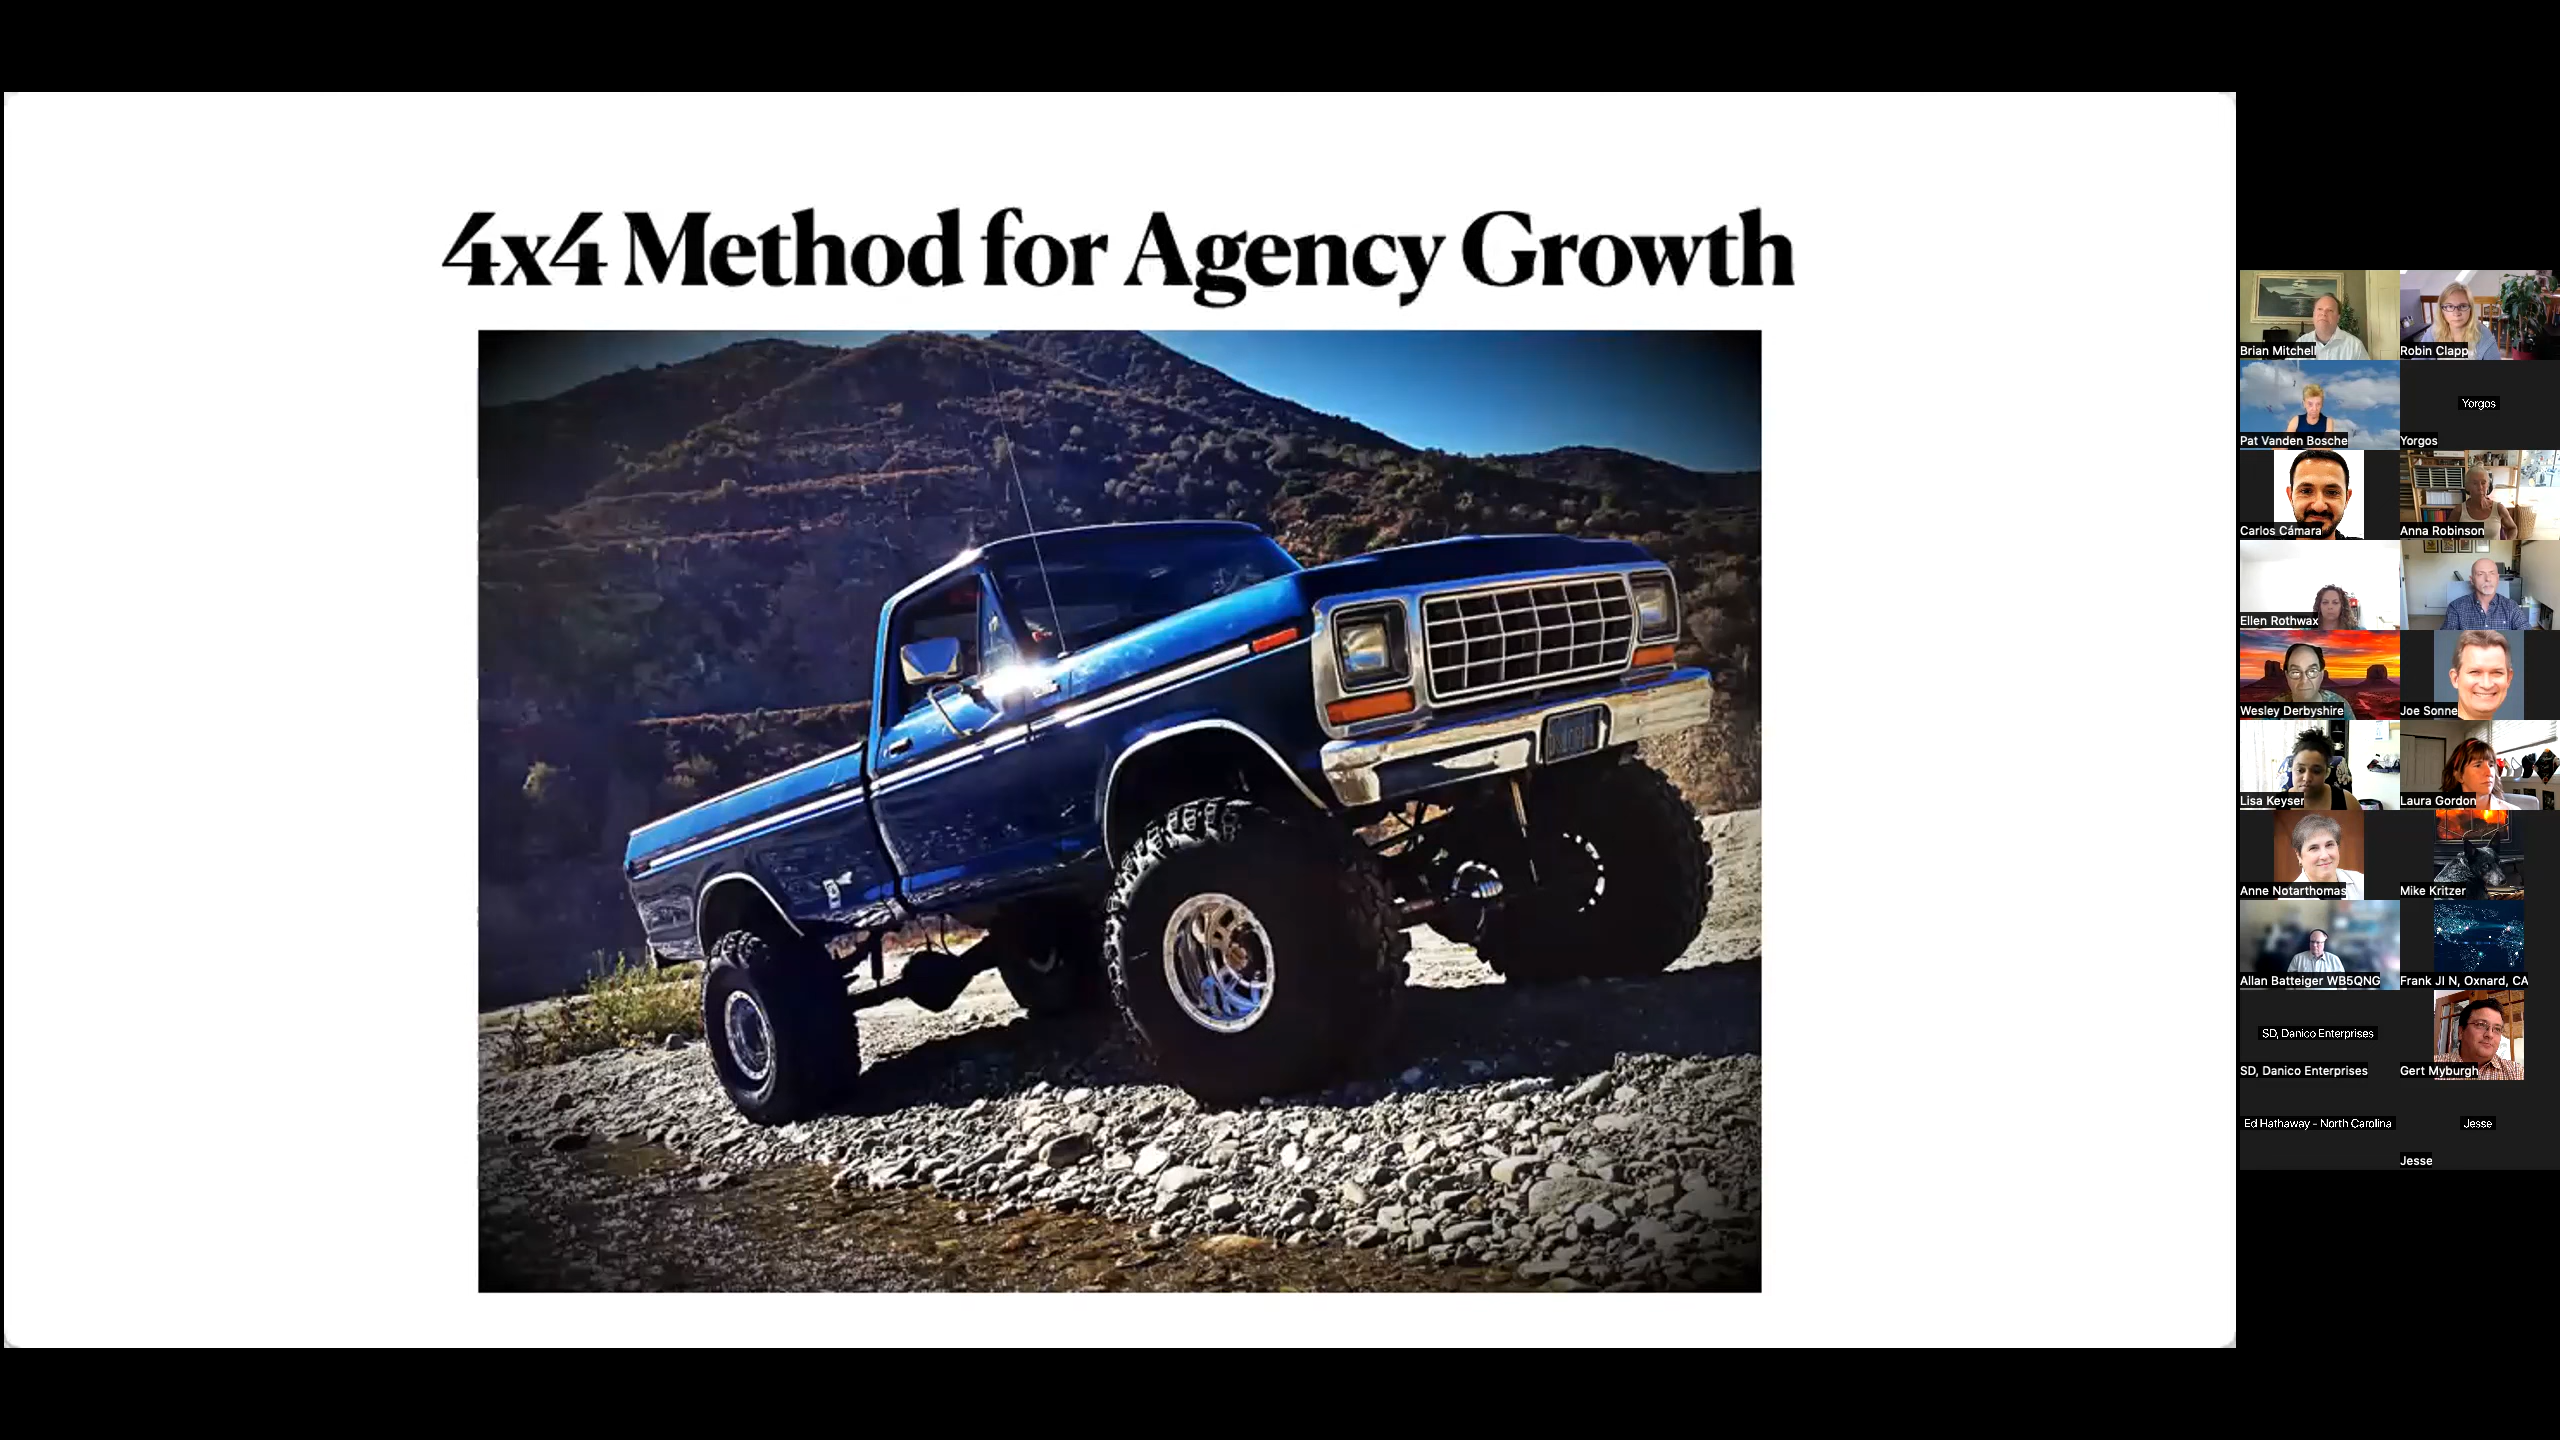 4x4 Method for Agency Growth
Brian Mitchell
Robin Clapp
Pat Vanden Bosche
Yorgos
Yorgos
Carlos Cámara
Anna Robinson
Ellen Rothwax
Wesley Derbyshire
Joe Sonne
Lisa Keyser
Laura Gordon
Anne Notarthomas
Mike Kritzer
Allan Batteiger WB5QNG
Frank JI N, Oxnard, CA
SD, Danico Enterprises
SD, Danico Enterprises
Gert Myburgh
Ed Hathaway - North Carolina
Jesse
Jesse